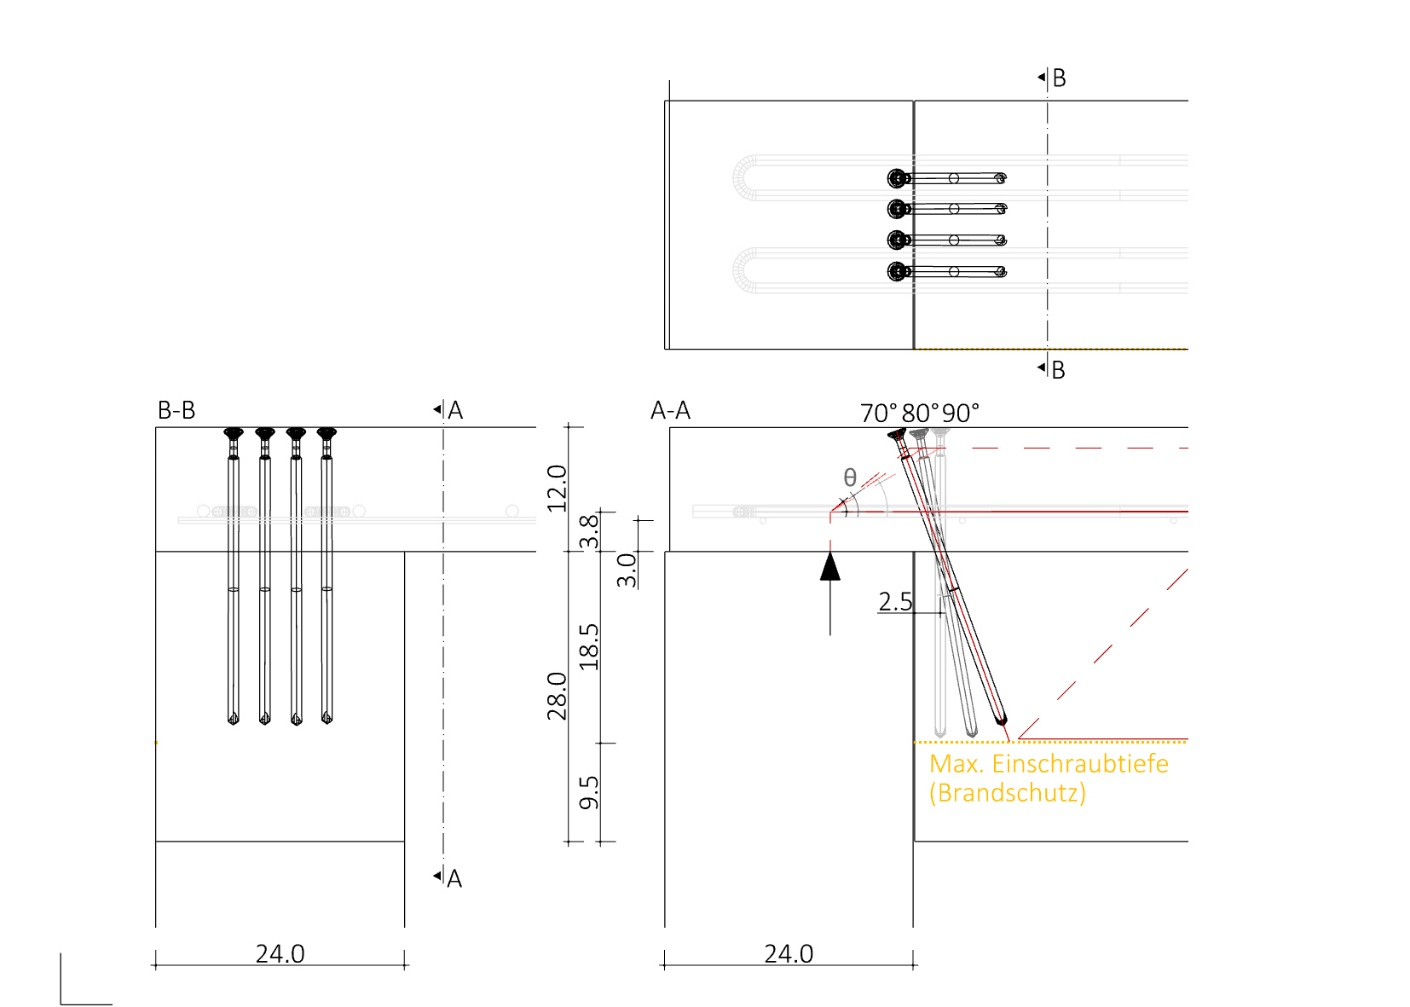 B
B
B-B
A
A-A
70° 80° 90°
θ
12.0
3.8
3.0
2.5
18.5
28.0
Max. Einschraubtiefe
(Brandschutz)
9.5
A
24.0
24.0